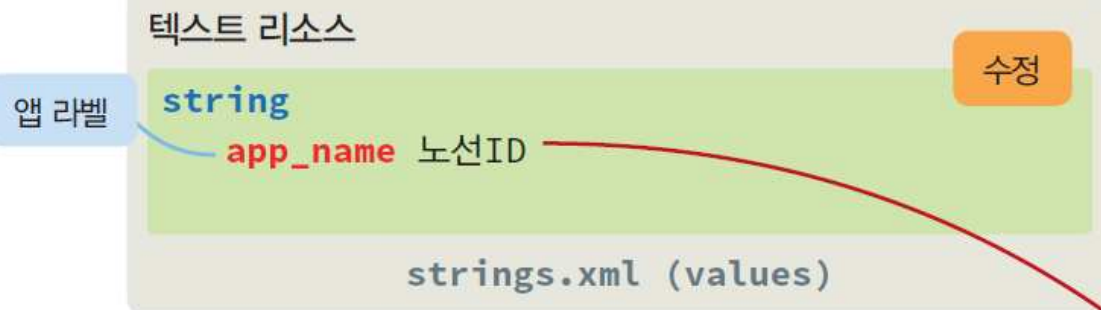 텍스트 리소스
수정
앱 라벨
string
app_name 노선ID
strings.xml (values)